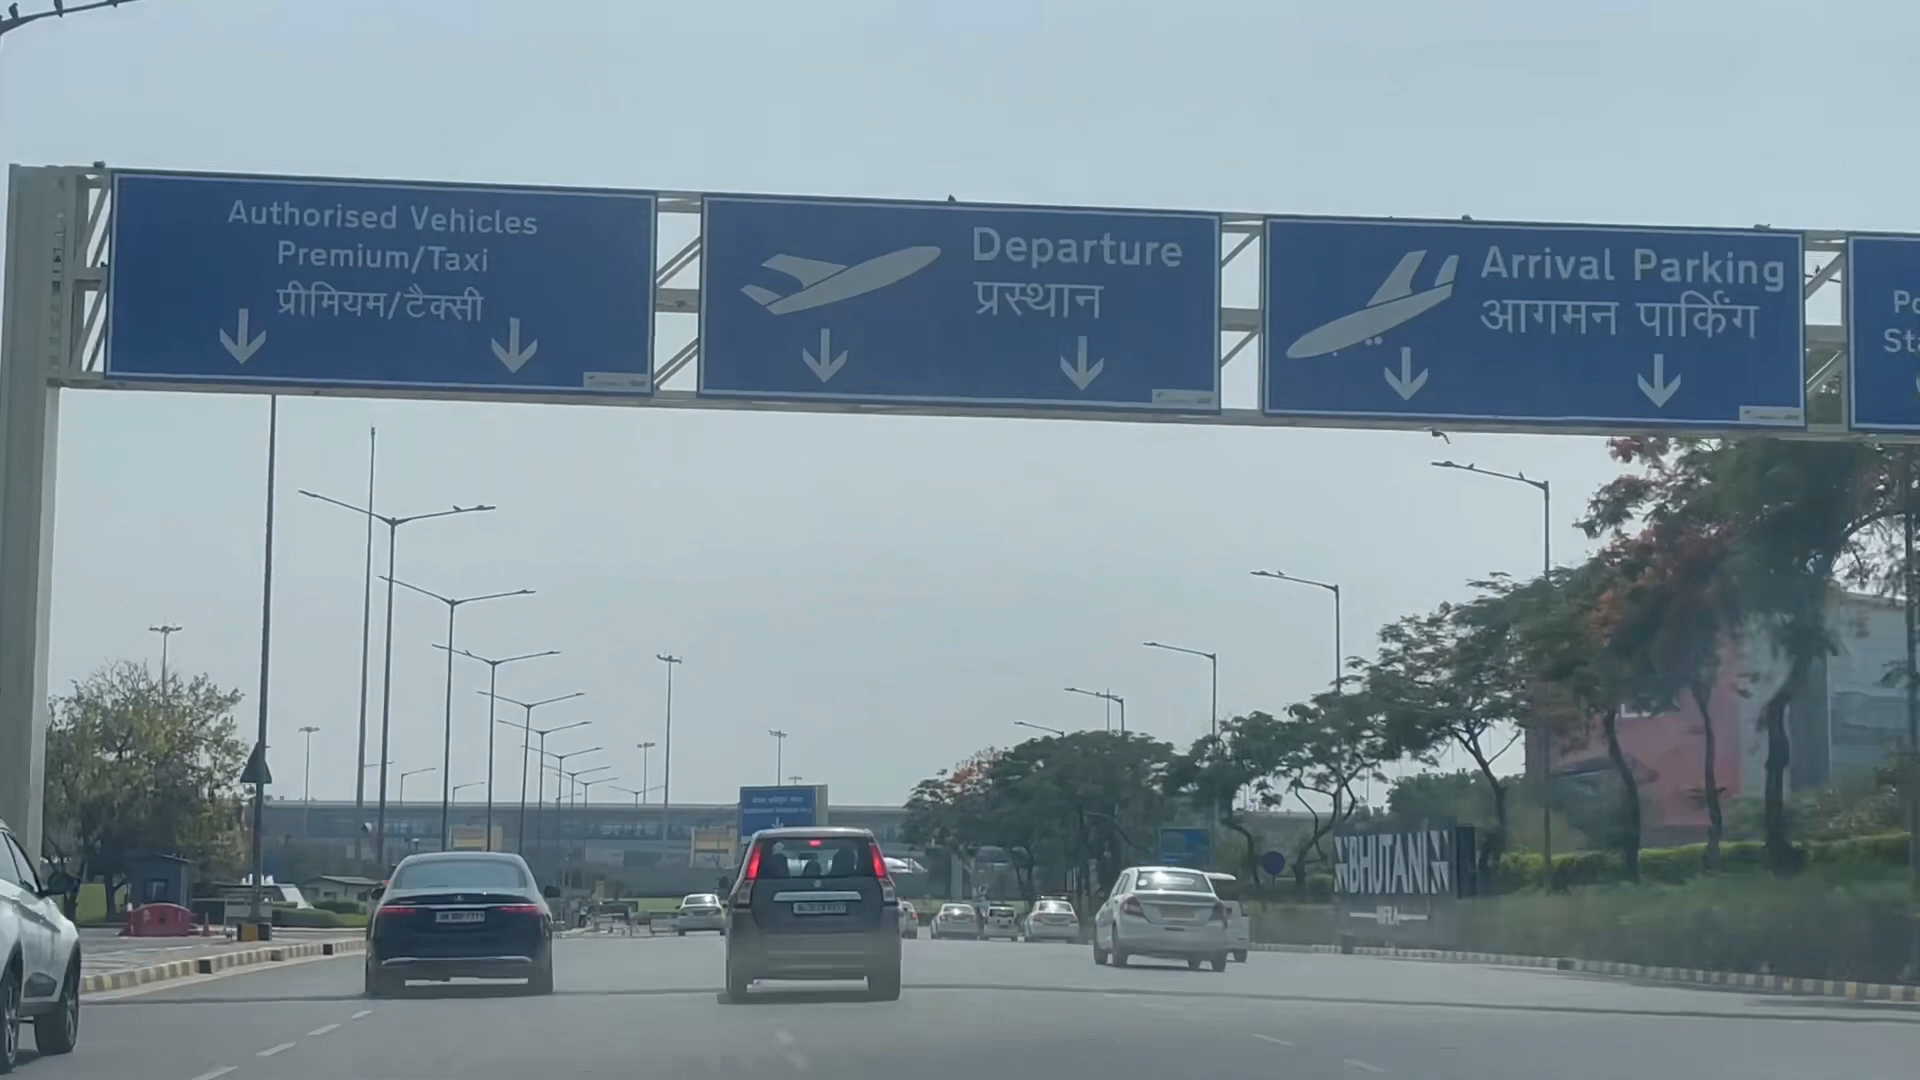 Authorised Vehicles
Premium/Taxi
प्रीमियम/टैक्सी
Departure
प्रस्थान
Arrival Parking
आगमन पार्किंग
BHUTANI